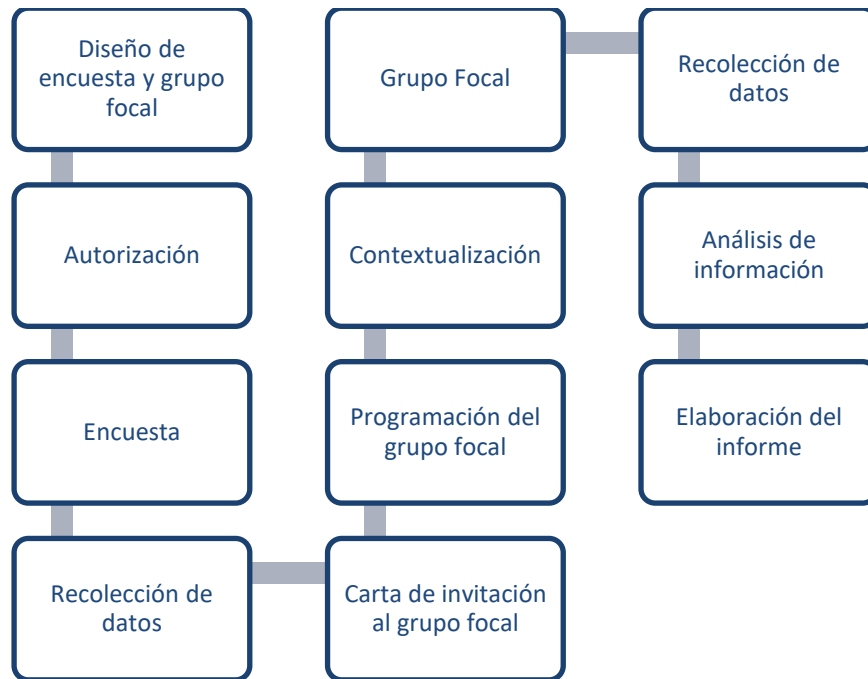 Diseño de
encuesta y grupo
focal
Autorización
Encuesta
Recolección de
datos
Carta de invitación
al grupo focal
Programación del
grupo focal
Contextualización
Grupo Focal
Recolección de
datos
Análisis de
información
Elaboración del
informe